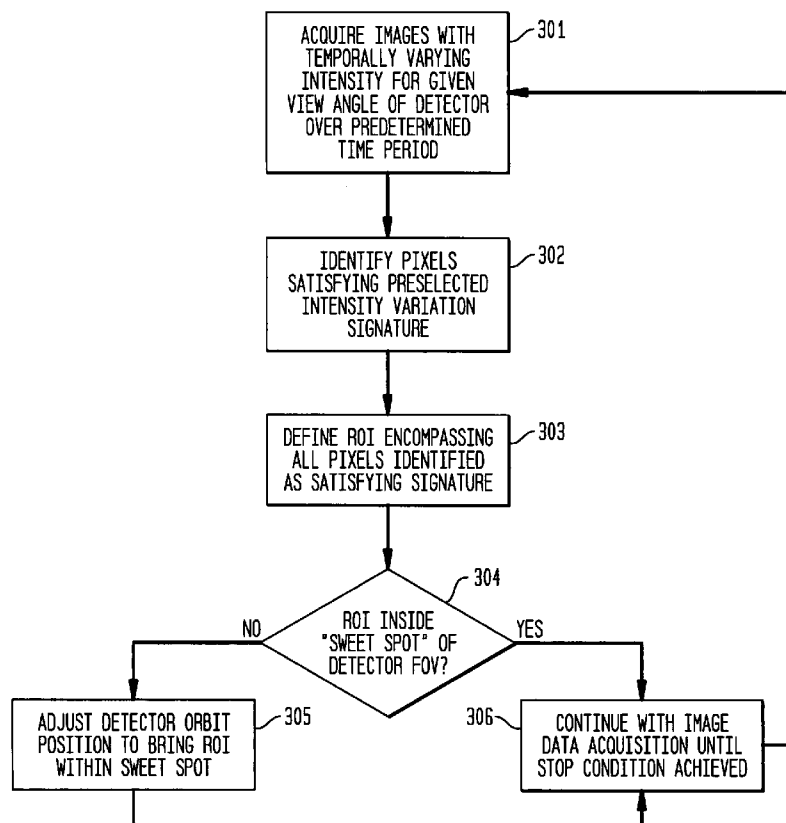 ACQUIRE IMAGES WITH
TEMPORALLY VARYING
INTENSITY FOR GIVEN
VIEW ANGLE OF DETECTOR
OVER PREDETERMINED
TIME PERIOD
301
IDENTIFY PIXELS
SATISFYING PRESELECTED
INTENSITY VARIATION
SIGNATURE
302
DEFINE ROI ENCOMPASSING
ALL PIXELS IDENTIFIED
AS SATISFYING SIGNATURE
303
304
NO
ROI INSIDE
"SWEET SPOT" OF
DETECTOR FOV?
YES
ADJUST DETECTOR ORBIT
POSITION TO BRING ROI
WITHIN SWEET SPOT
305
306
CONTINUE WITH IMAGE
DATA ACQUISITION UNTIL
STOP CONDITION ACHIEVED